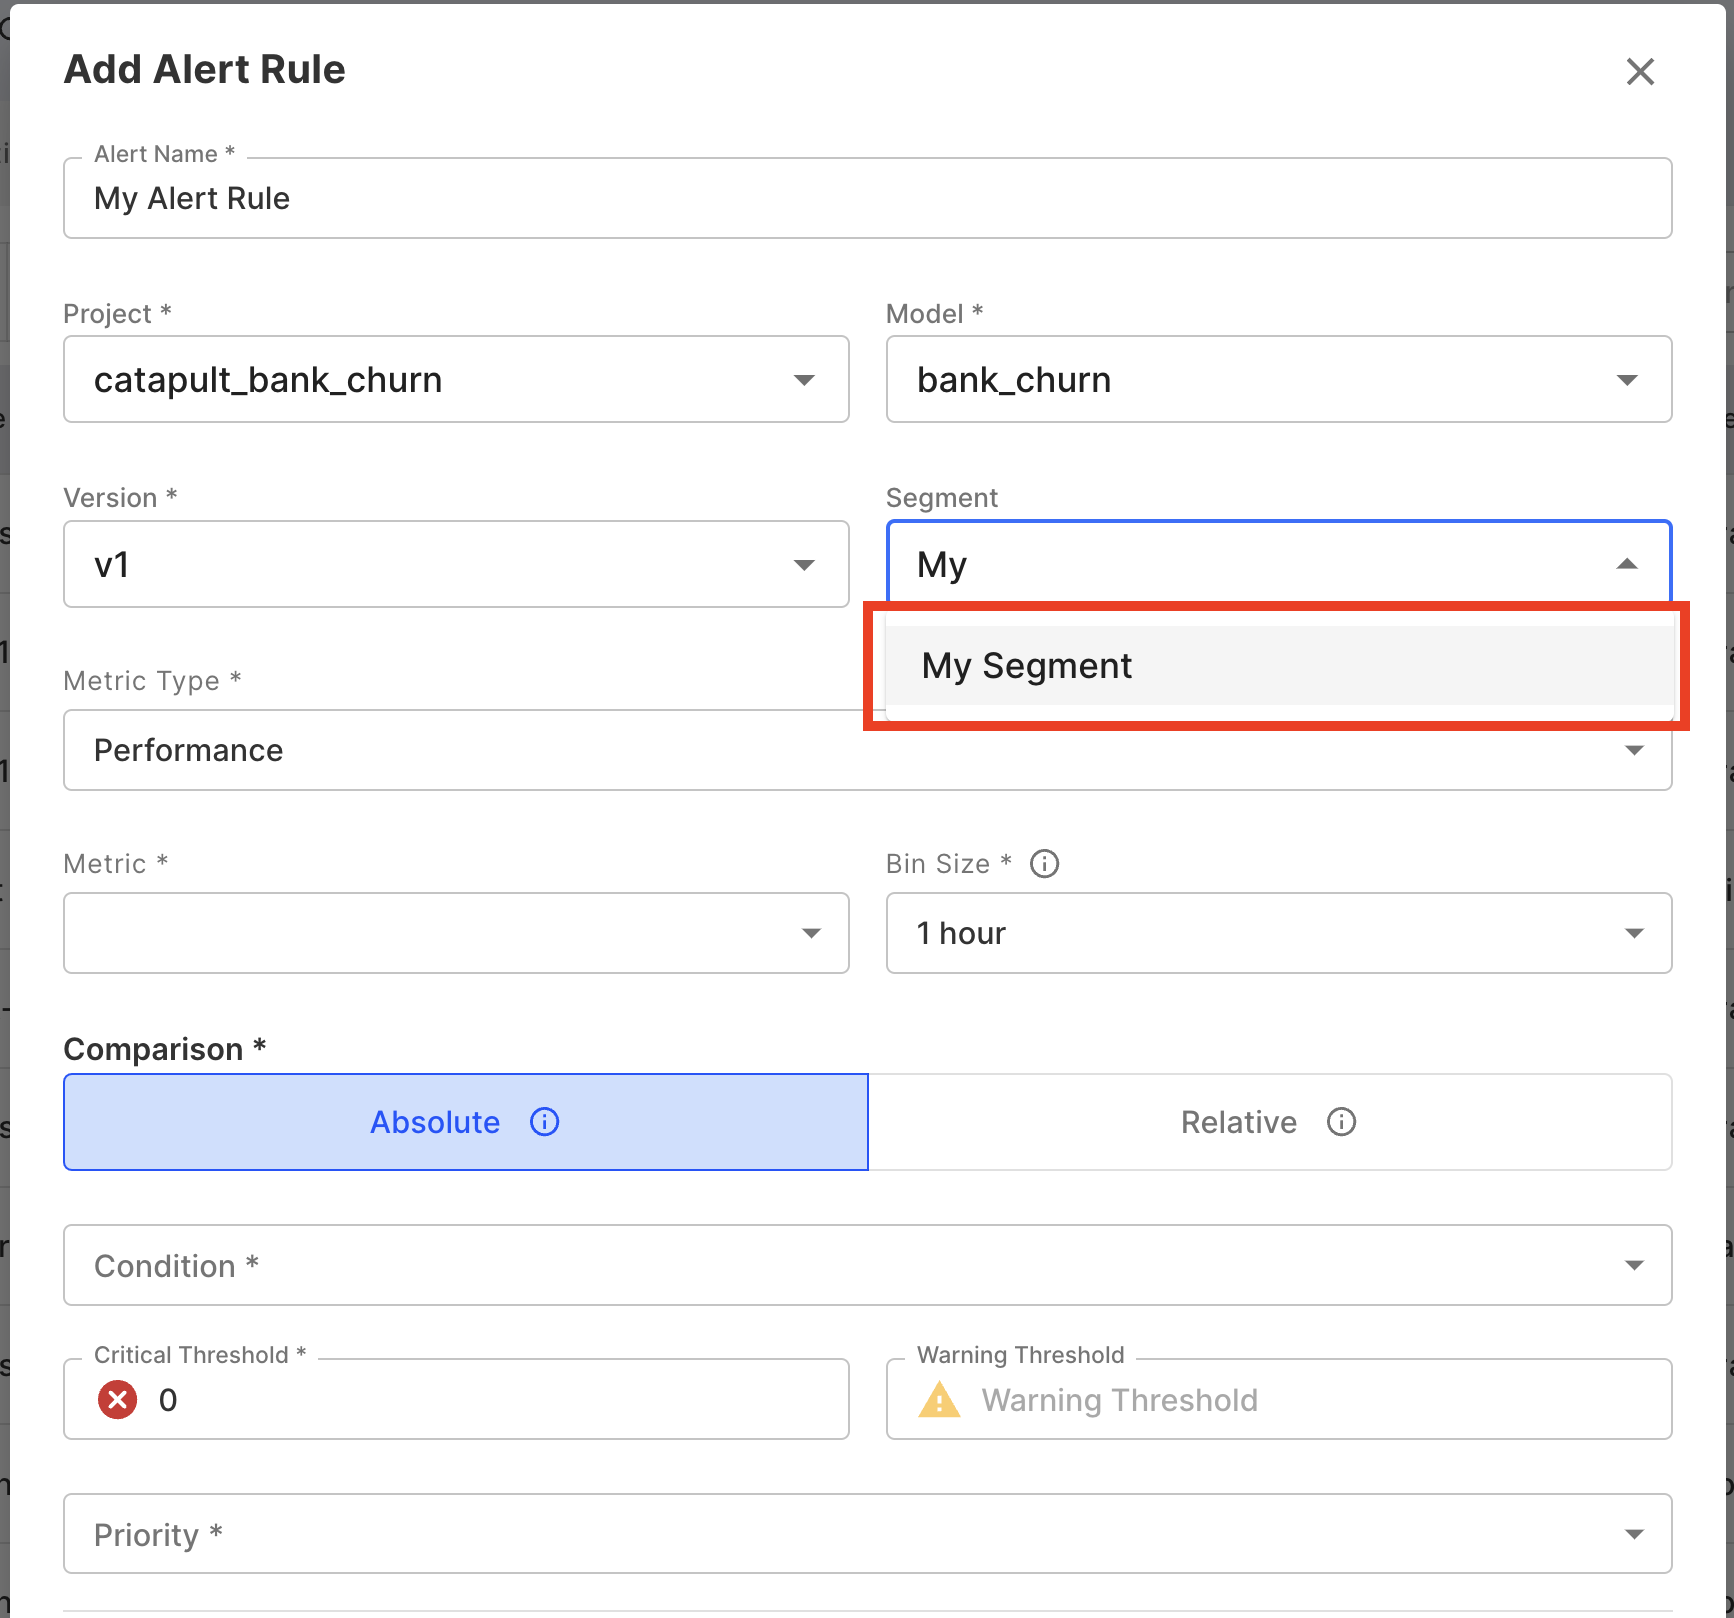 Add Alert Rule
Alert Name *
My Alert Rule
Project *
Model *
catapult_bank_churn
bank_churn
Version *
Segment
v1
My
My Segment
Metric Type *
Performance
Metric *
Bin Size *
1 hour
Comparison *
Absolute
Relative
Condition *
Critical Threshold *
Warning Threshold
0
Warning Threshold
Priority *